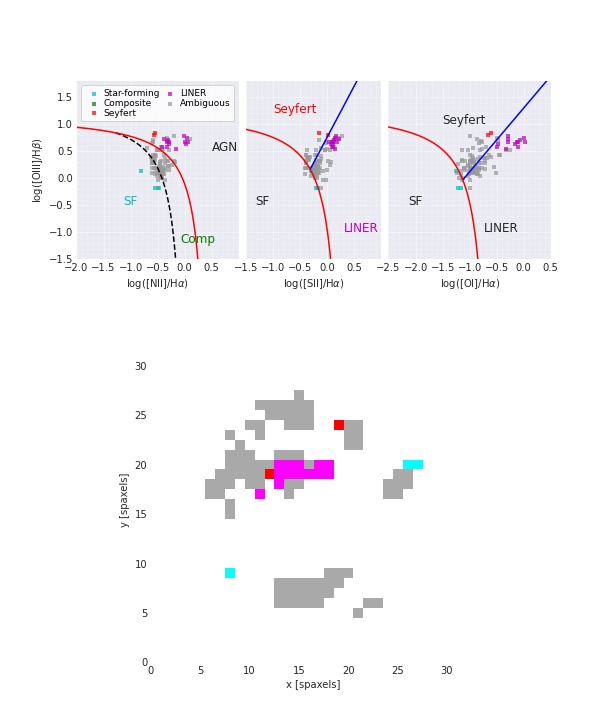 Star-forming LINER
Composite Ambiguous
Seyfert
Seyfert
Seyfert
AGN
SF
SF
SF
Comp
LINER
LINER
1.5
1.0
0.5
0.0
−0.5
−1.0
−1.5
log([OIII]/Hβ)
−2.0 −1.5 −1.0 −0.5 0.0 0.5
−1.5 −1.0 −0.5 0.0 0.5
−2.5 −2.0 −1.5 −1.0 −0.5 0.0 0.5
log([NII]/Hα)
log([SII]/Hα)
log([OI]/Hα)
30
25
20
15
10
5
0
y [spaxels]
0 5 10 15 20 25 30
x [spaxels]